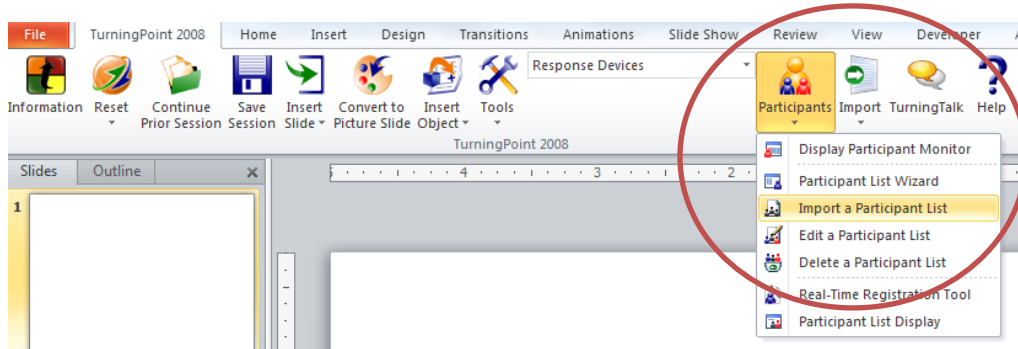 File TurningPoint 2008 Home Insert Design Transitions Animations Slide Show Review View Developer
Response Devices
Information Reset Continue Save Insert Convert to Insert Tools Participants Import TurningTalk Help
Prior Session Session Slide Picture Slide Object
TurningPoint 2008
Display Participant Monitor
Slides Outline
4 3 2
Participant List Wizard
1
Import a Participant List
Edit a Participant List
Delete a Participant List
Real-Time Registration Tool
Participant List Display